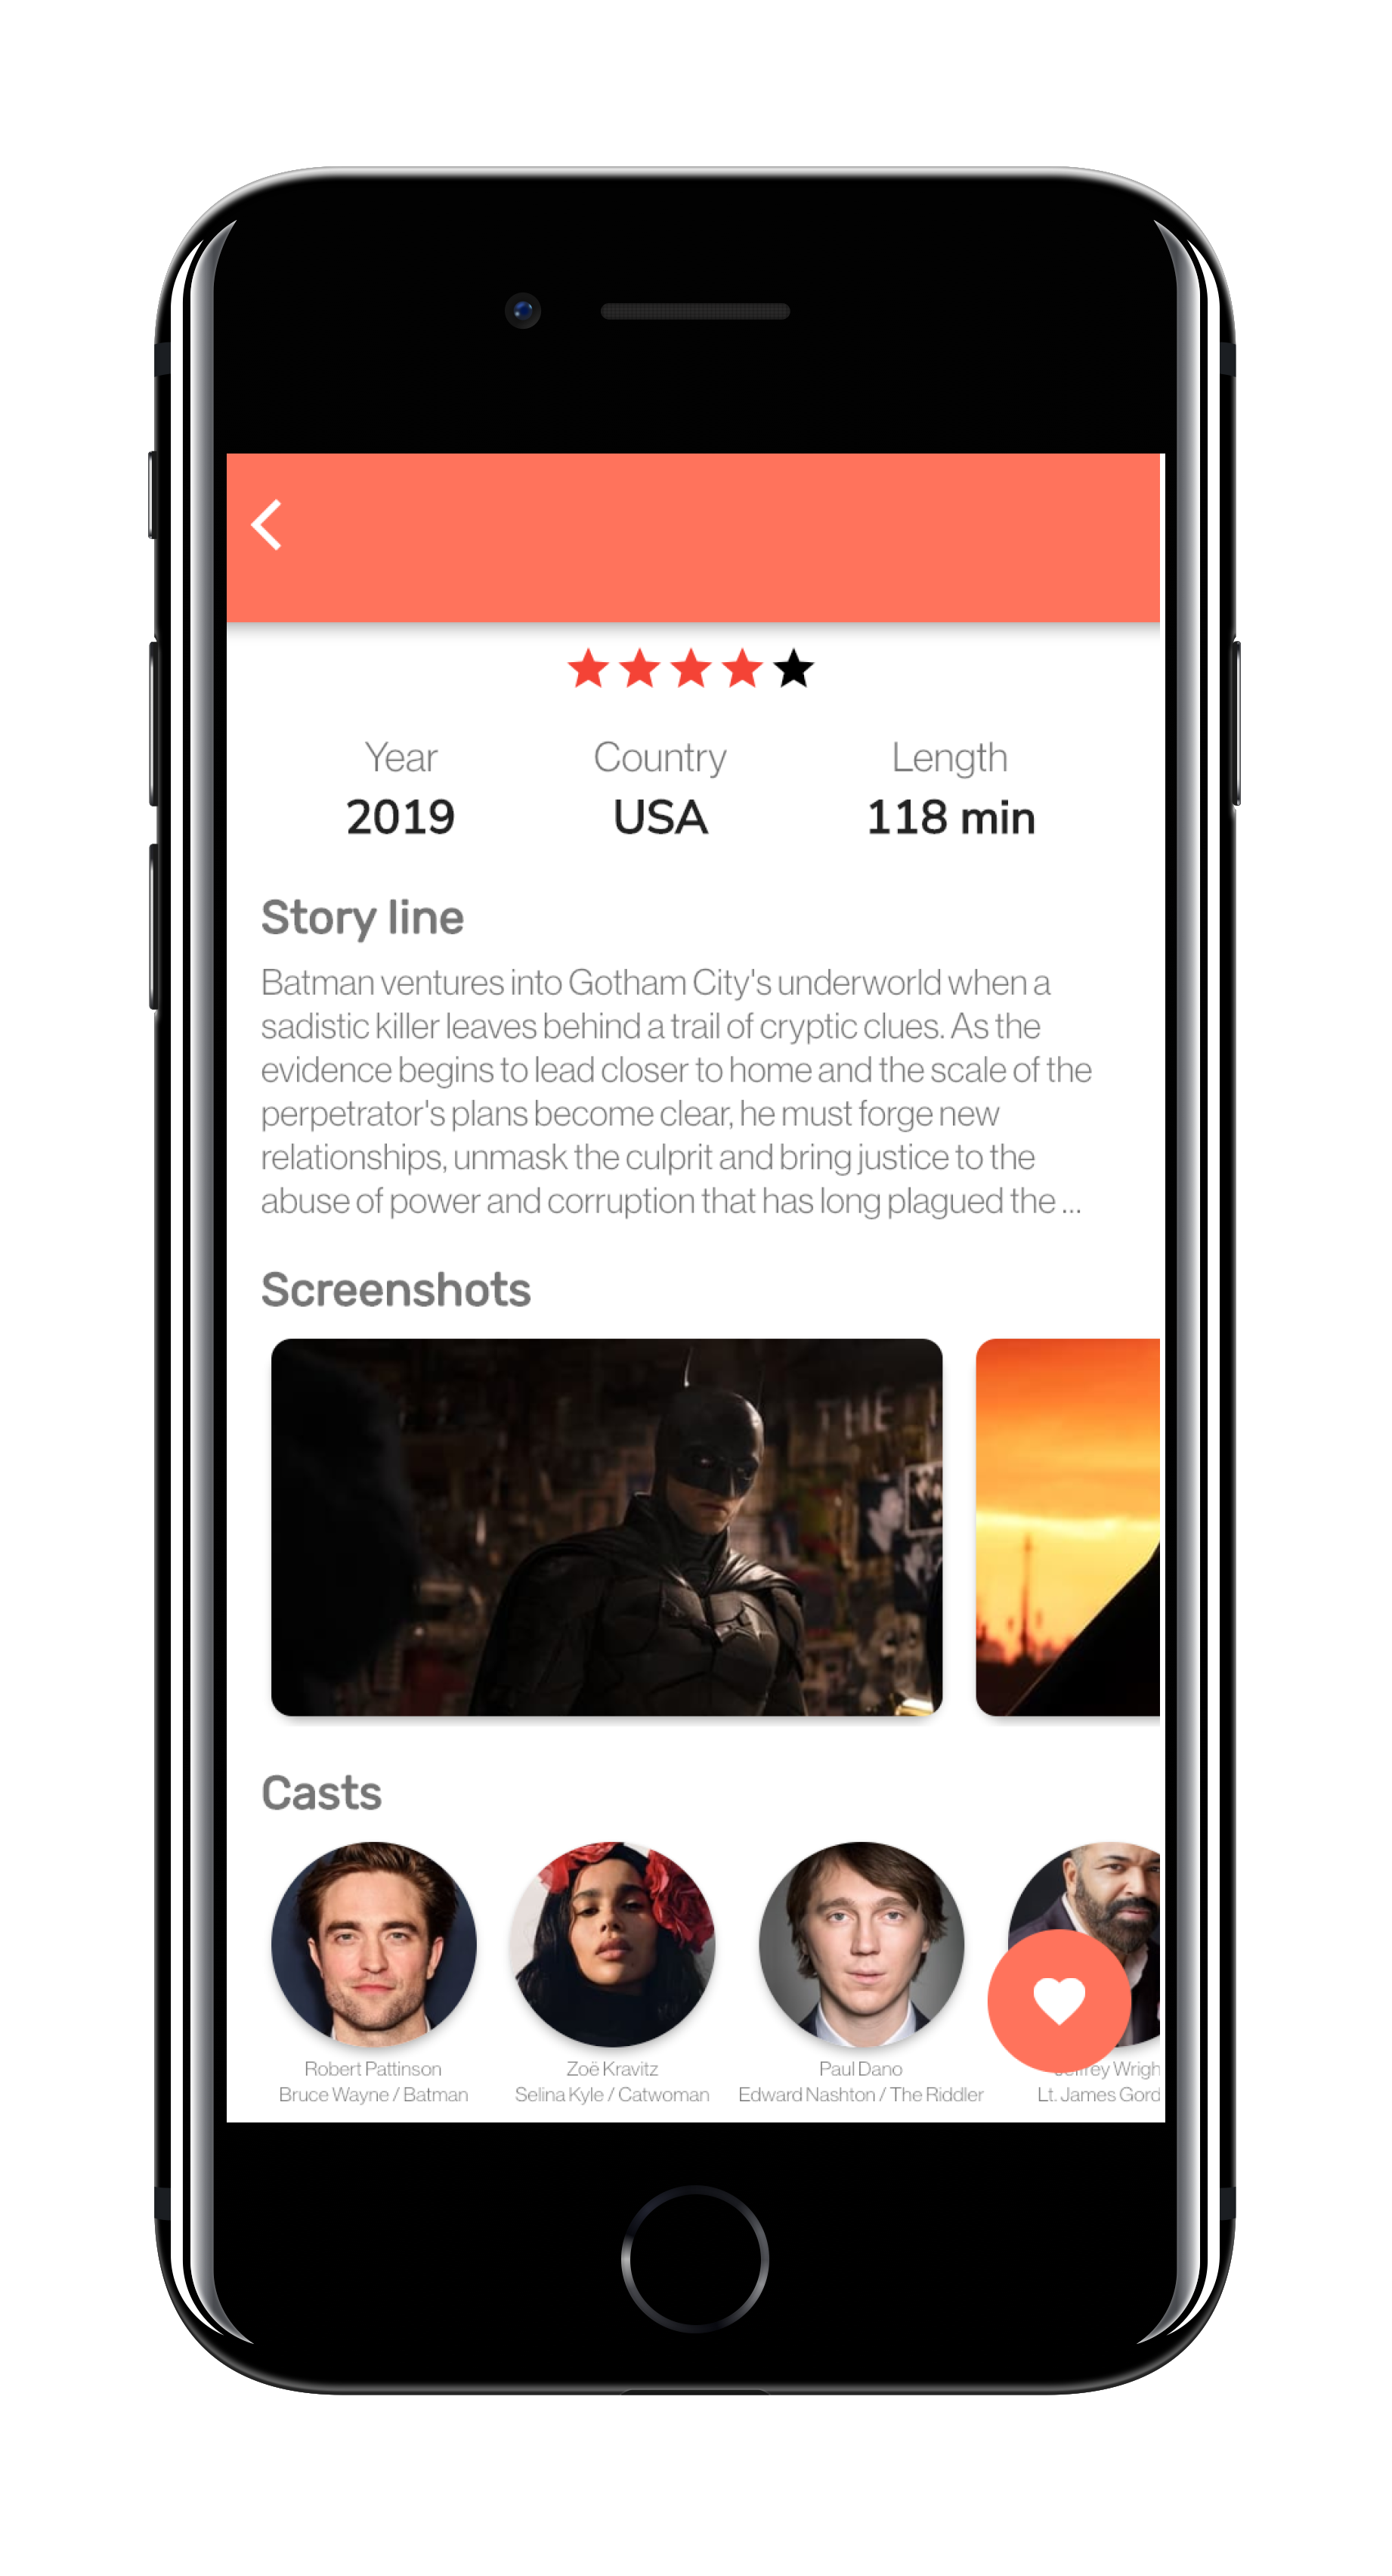 Year
Country
Length
2019
USA
118 min
Story line
Batman ventures into Gotham City's underworld when a
sadistic killer leaves behind a trail of cryptic clues. As the
evidence begins to lead closer to home and the scale of the
perpetrator's plans become clear, he must forge new
relationships, unmask the culprit and bring justice to the
abuse of power and corruption that has long plagued the ...
Screenshots
THE
Casts
Robert Pattinson
Bruce Wayne / Batman
Zoë Kravitz
Selina Kyle / Catwoman
Paul Dano
Edward Nashton / The Riddler
Lt. James Gord